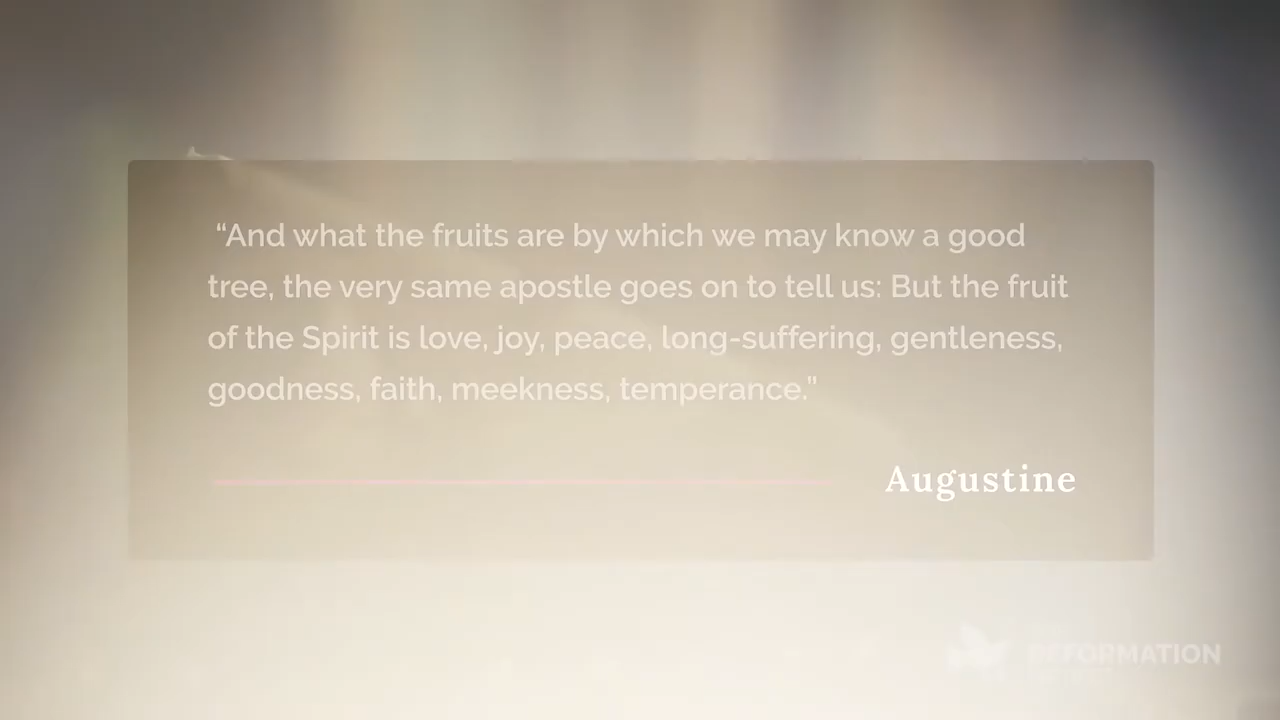 “And what the fruits are by which we may know a good
tree, the very same apostle goes on to tell us: But the fruit
of the Spirit is love, joy, peace, long-suffering, gentleness,
goodness, faith, meekness, temperance.”
Augustine
REFORMATION